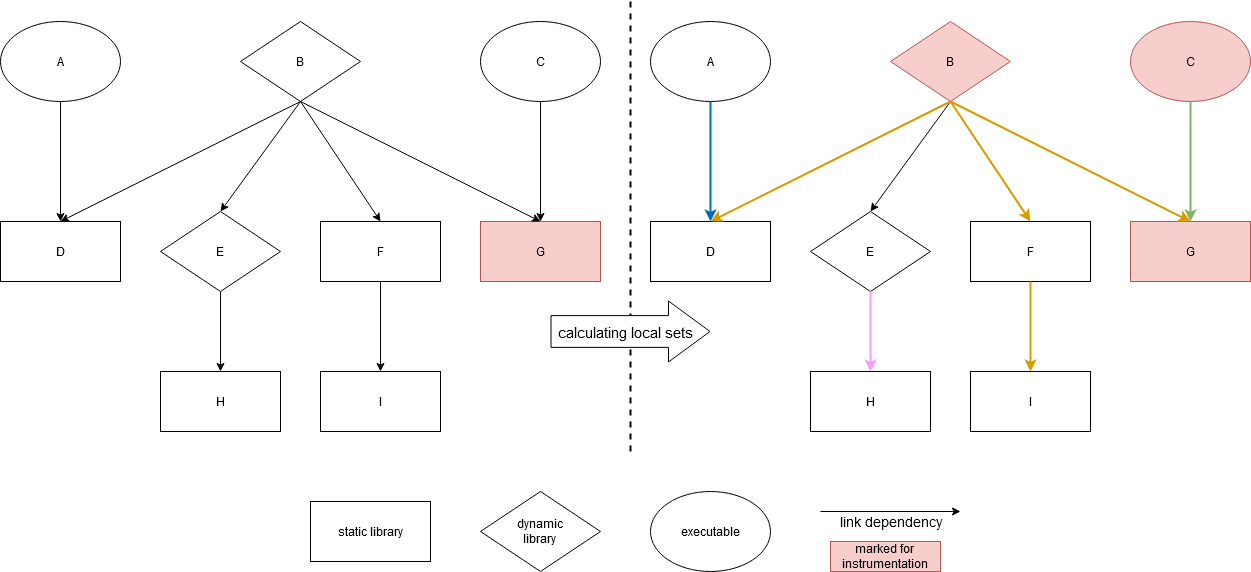 A
B
C
A
B
C
D
E
F
G
D
E
F
G
calculating local sets
H
I
H
I
static library
dynamic
library
executable
link dependency
marked for
instrumentation